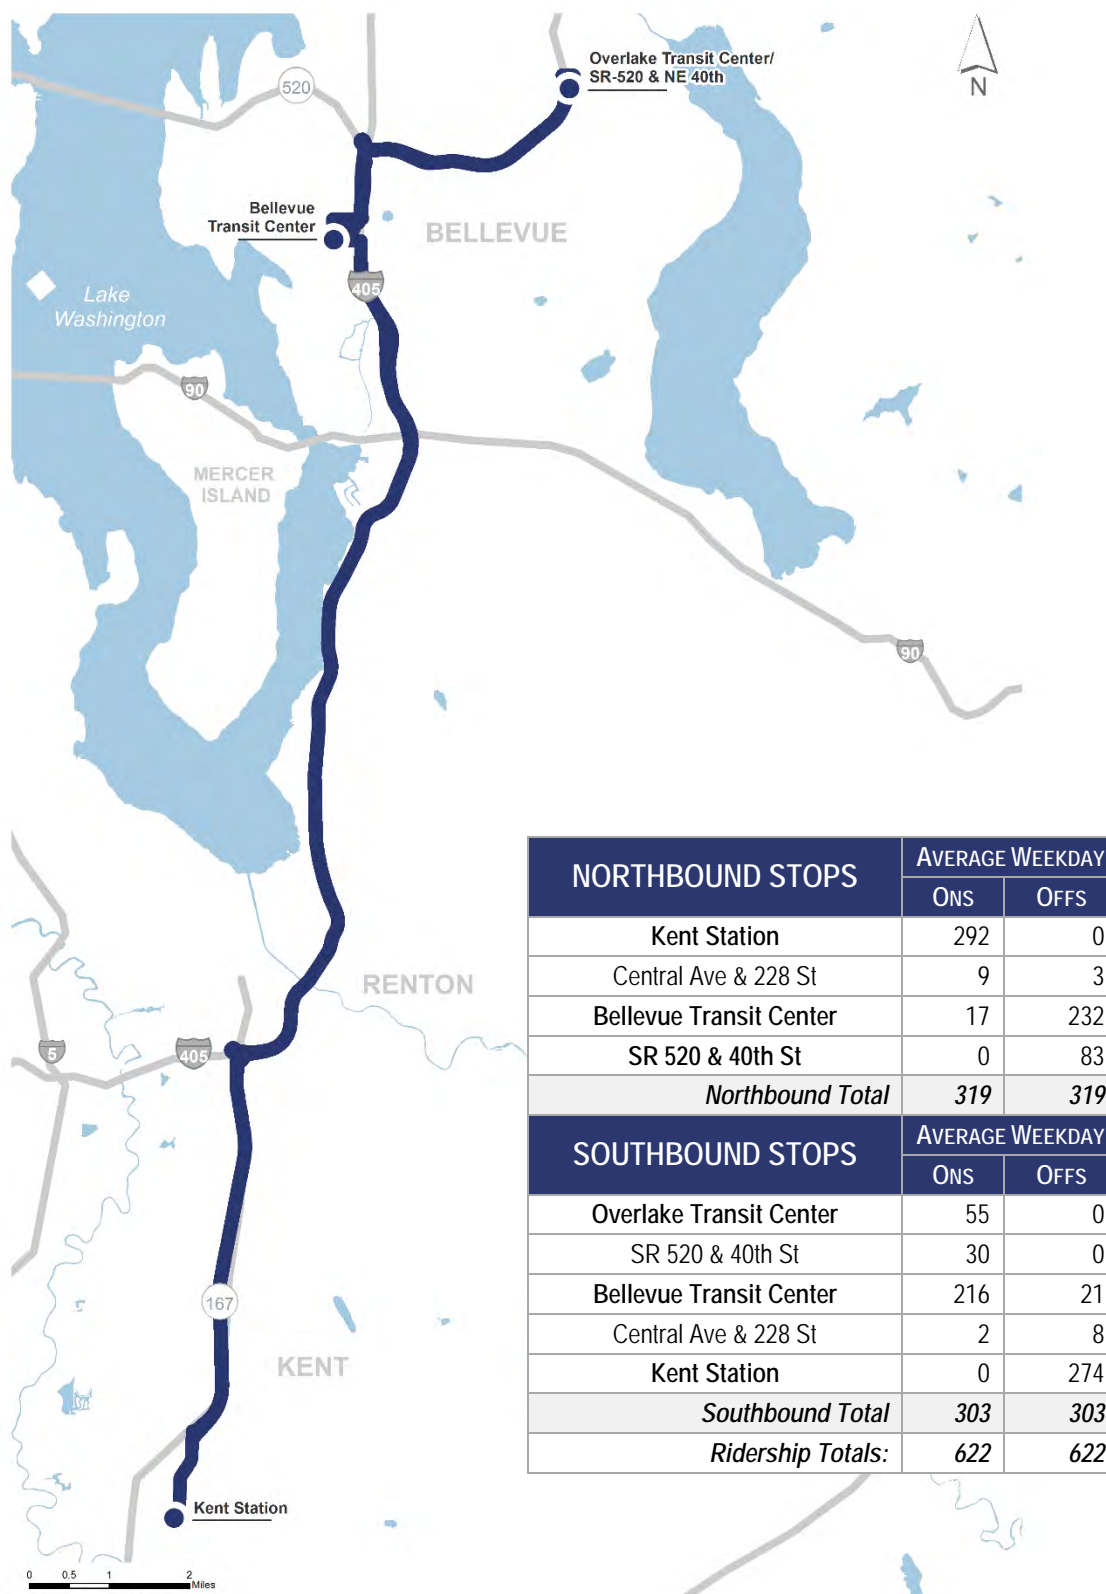 Overlake Transit Center/
SR-520 & NE 40th
N
520
Bellevue
Transit Center
BELLEVUE
405
Lake
Washington
90
MERCER
ISLAND
90
NORTHBOUND STOPS AVERAGE WEEKDAY
ONS OFFS
Kent Station 292 0
Central Ave & 228 St 9 3
Bellevue Transit Center 17 232
SR 520 & 40th St 0 83
Northbound Total 319 319
SOUTHBOUND STOPS AVERAGE WEEKDAY
ONS OFFS
Overlake Transit Center 55 0
SR 520 & 40th St 30 0
Bellevue Transit Center 216 21
Central Ave & 228 St 2 8
Kent Station 0 274
Southbound Total 303 303
Ridership Totals: 622 622
RENTON
5
405
167
KENT
Kent Station
0 0.5 1 2
Miles